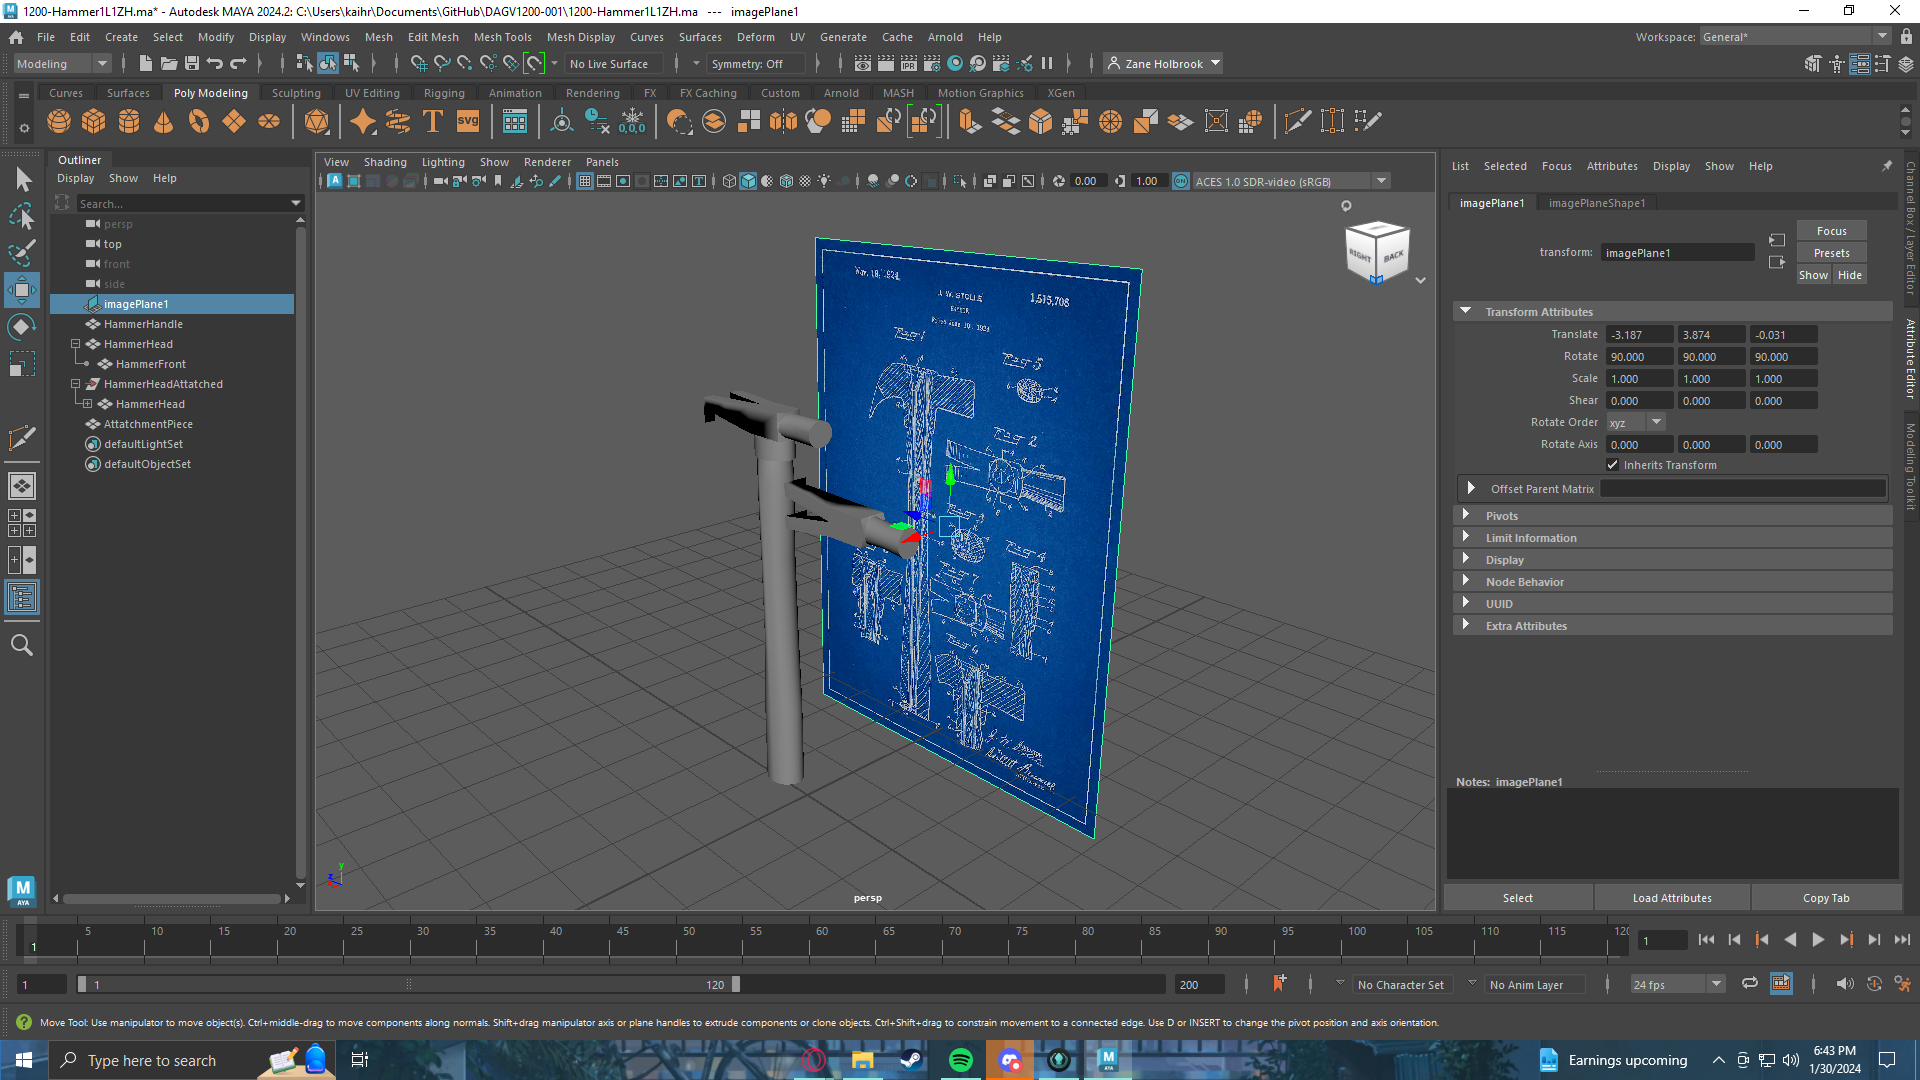 1200-Hammer1L1ZH.ma* - Autodesk MAYA 2024.2: C:\Users\kaihr\Documents\GitHub\DAGV1200-001\1200-Hammer1L1ZH.ma --- imagePlane1
File Edit Create Select Modify Display Windows Mesh Edit Mesh Mesh Tools Mesh Display Curves Surfaces Deform UV Generate Cache Arnold Help
Workspace: General*
Modeling
No Live Surface
Symmetry: Off
IPR
Zane Holbrook
Curves Surfaces Poly Modeling Sculpting UV Editing Rigging Animation Rendering FX FX Caching Custom Arnold MASH Motion Graphics XGen
T svg 0,0,0
Outliner
Display Show Help
Search...
persp
top
front
side
imagePlane1
HammerHandle
HammerHead
HammerFront
HammerHeadAttatched
HammerHead
AttatchmentPiece
defaultLightSet
defaultObjectSet
View Shading Lighting Show Renderer Panels
0.00
1.00
ACES 1.0 SDR-video (sRGB)
RIGHT BACK
Nov. 18, 1924.
1,515,708
persp
List Selected Focus Attributes Display Show Help
imagePlane1 imagePlaneShape1
transform: imagePlane1
Focus
Presets
Show Hide
Transform Attributes
Translate -3.187 3.874 -0.031
Rotate 90.000 90.000 90.000
Scale 1.000 1.000 1.000
Shear 0.000 0.000 0.000
Rotate Order xyz
Rotate Axis 0.000 0.000 0.000
Inherits Transform
Offset Parent Matrix
Pivots
Limit Information
Display
Node Behavior
UUID
Extra Attributes
Notes: imagePlane1
Select Load Attributes Copy Tab
Channel Box / Layer Editor
Attribute Editor
Modeling Toolkit
M
AYA
1 5 10 15 20 25 30 35 40 45 50 55 60 65 70 75 80 85 90 95 100 105 110 115 120
1
1 1 120 200
No Character Set
No Anim Layer
24 fps
Move Tool: Use manipulator to move object(s). Ctrl+middle-drag to move components along normals. Shift+drag manipulator axis or plane handles to extrude components or clone objects. Ctrl+Shift+drag to constrain movement to a connected edge. Use D or INSERT to change the pivot position and axis orientation.
Type here to search
Earnings upcoming
6:43 PM
1/30/2024